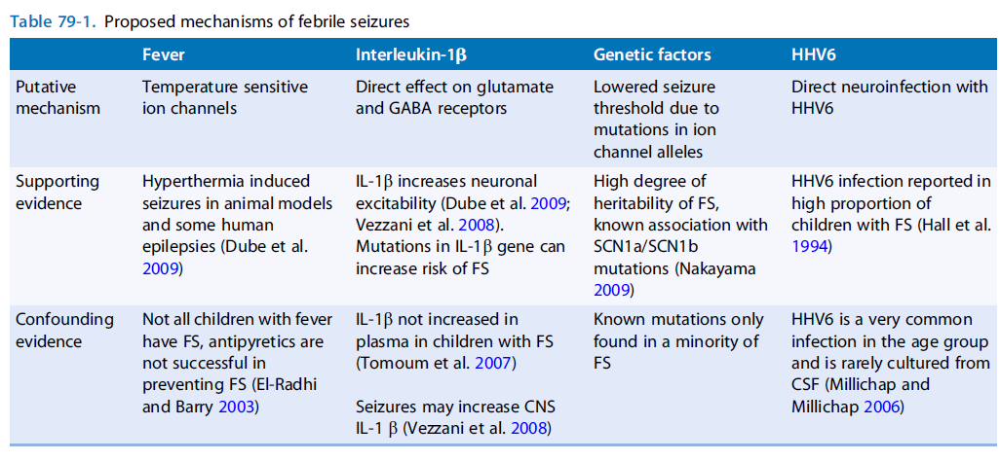 Table 79-1. Proposed mechanisms of febrile seizures
Fever
Interleukin-1β
Genetic factors
HHV6
Putative
mechanism
Temperature sensitive
ion channels
Direct effect on glutamate
and GABA receptors
Lowered seizure
threshold due to
mutations in ion
channel alleles
Direct neuroinfection with
HHV6
Supporting
evidence
Hyperthermia induced
seizures in animal models
and some human
epilepsies (Dube et al.
2009)
IL-1β increases neuronal
excitability (Dube et al. 2009;
Vezzani et al. 2008).
Mutations in IL-1β gene can
increase risk of FS
High degree of
heritability of FS,
known association with
SCN1a/SCN1b
mutations (Nakayama
2009)
HHV6 infection reported in
high proportion of
children with FS (Hall et al.
1994)
Confounding
evidence
Not all children with fever
have FS, antipyretics are
not successful in
preventing FS (El-Radhi
and Barry 2003)
IL-1β not increased in
plasma in children with FS
(Tomoum et al. 2007)
Seizures may increase CNS
IL-1 β (Vezzani et al. 2008)
Known mutations only
found in a minority of
FS
HHV6 is a very common
infection in the age group
and is rarely cultured from
CSF (Millichap and
Millichap 2006)